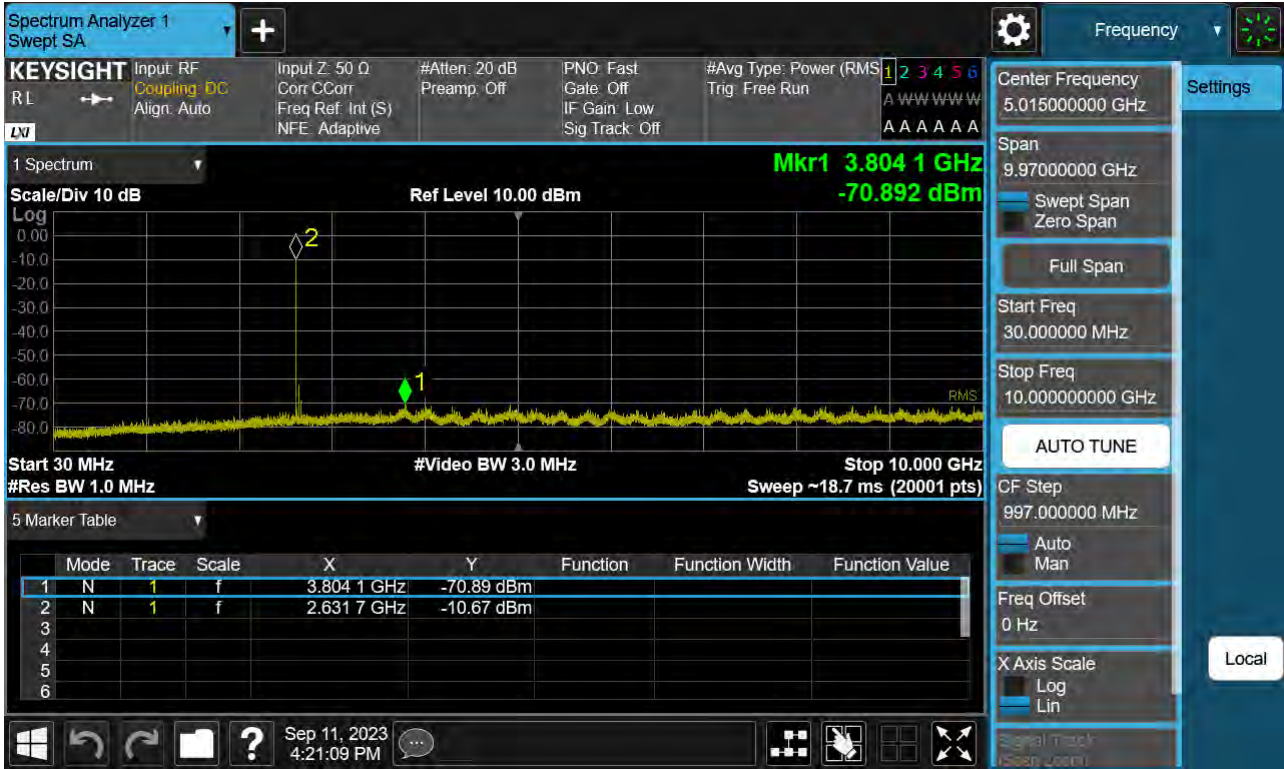 Spectrum Analyzer 1
Swept SA
Frequency
KEYSIGHT
RL
LXI
Input: RF
Coupling: DC
Align: Auto
Input Z: 50 Ω
Corr CCorr
Freq Ref: Int (S)
NFE: Adaptive
#Atten: 20 dB
Preamp: Off
PNO: Fast
Gate: Off
IF Gain: Low
Sig Track: Off
#Avg Type: Power (RMS
Trig: Free Run
1 2 3 4 5 6
A W W W W W
A A A A A A
1 Spectrum
Mkr1 3.804 1 GHz
-70.892 dBm
Scale/Div 10 dB
Ref Level 10.00 dBm
Log
0.00
-10.0
-20.0
-30.0
-40.0
-50.0
-60.0
-70.0
-80.0
2
1
RMS
Start 30 MHz
#Video BW 3.0 MHz
Stop 10.000 GHz
#Res BW 1.0 MHz
Sweep ~18.7 ms (20001 pts)
5 Marker Table
Mode Trace Scale X Y Function Function Width Function Value
1 N 1 f 3.804 1 GHz -70.89 dBm
2 N 1 f 2.631 7 GHz -10.67 dBm
3
4
5
6
Sep 11, 2023
4:21:09 PM
Center Frequency
5.015000000 GHz
Settings
Span
9.97000000 GHz
Swept Span
Zero Span
Full Span
Start Freq
30.000000 MHz
Stop Freq
10.000000000 GHz
AUTO TUNE
CF Step
997.000000 MHz
Auto
Man
Freq Offset
0 Hz
X Axis Scale
Log
Lin
Local
Signal Track
(Span Zoom)